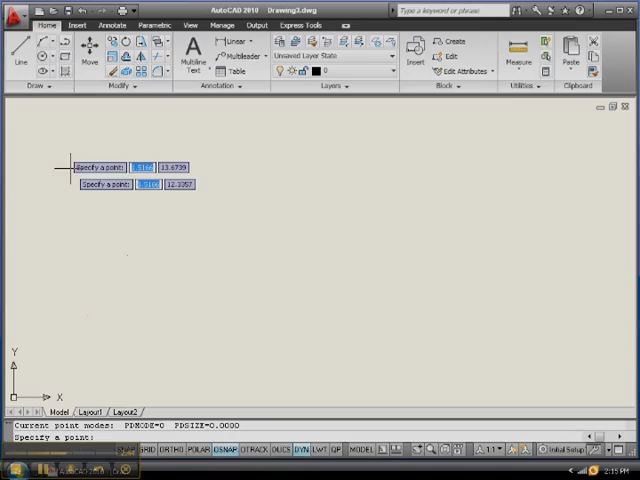 AutoCAD 2010 Drawing3.dwg
Type a keyword or phrase
Home Insert Annotate Parametric View Manage Output Express Tools
Line
Move
Multiline
Text
Linear
Multileader
Table
Unsaved Layer State
0
Insert
Create
Edit
Edit Attributes
Measure
Paste
Draw Modify Annotation Layers Block Utilities Clipboard
Specify a point: 13.6739
Specify a point: 12.3357
Y
X
Model Layout1 Layout2
Current point modes: PDMODE=0 PDSIZE=0.0000
Specify a point:
SNAP GRID ORTHO POLAR OSNAP OTRACK DUCS DYN LWT QP MODEL 1:1 Initial Setup
2:15 PM